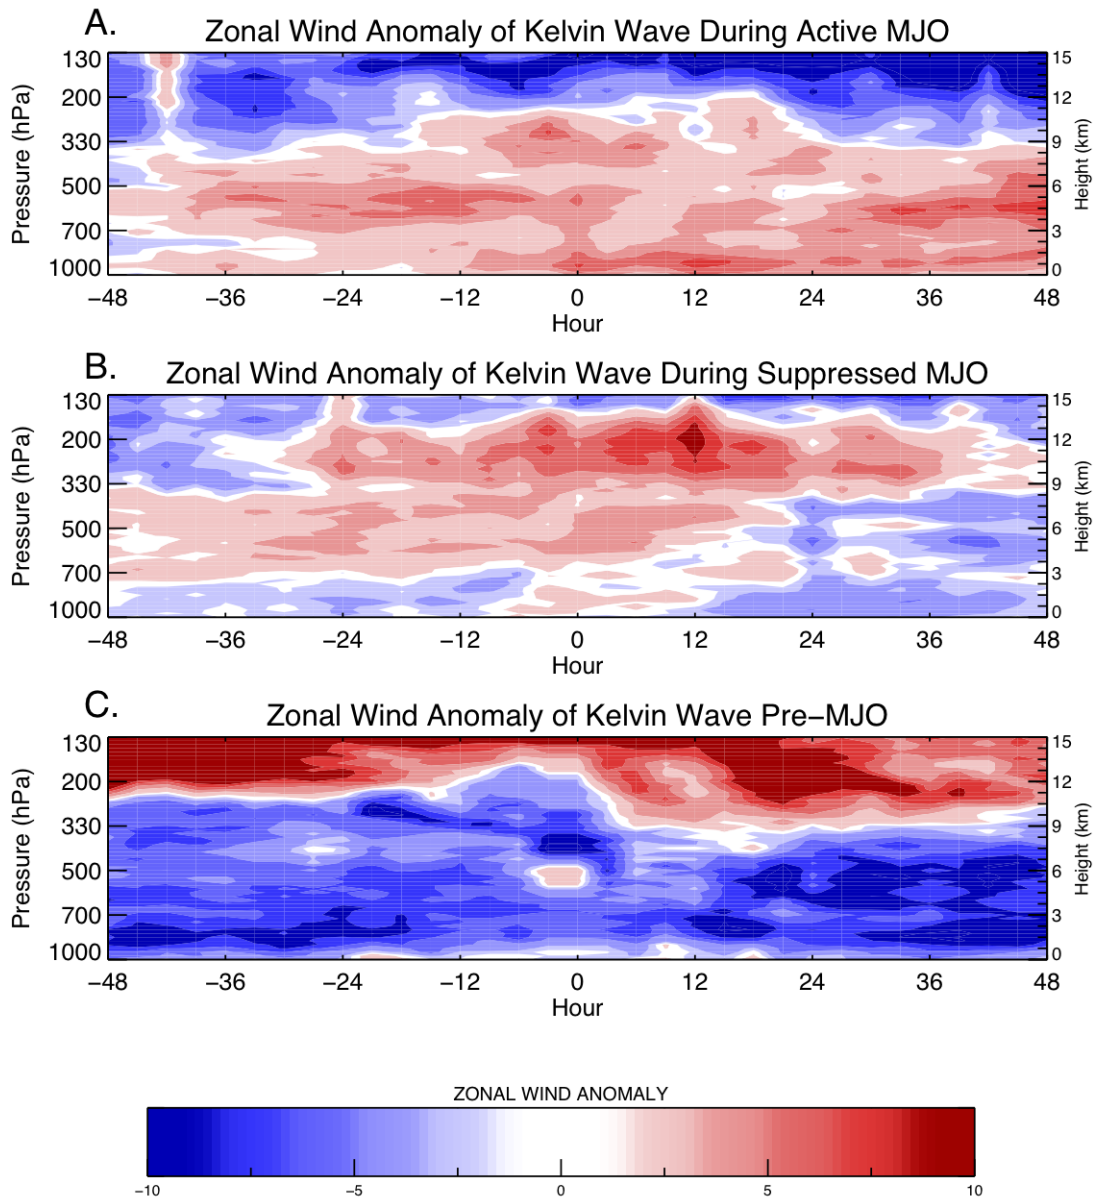 A.
Zonal Wind Anomaly of Kelvin Wave During Active MJO
Pressure (hPa)
130
200
330
500
700
1000
15
12
9
6
3
0
Height (km)
−48 −36 −24 −12 0 12 24 36 48
Hour
B.
Zonal Wind Anomaly of Kelvin Wave During Suppressed MJO
Pressure (hPa)
130
200
330
500
700
1000
15
12
9
6
3
0
Height (km)
−48 −36 −24 −12 0 12 24 36 48
Hour
C.
Zonal Wind Anomaly of Kelvin Wave Pre−MJO
Pressure (hPa)
130
200
330
500
700
1000
15
12
9
6
3
0
Height (km)
−48 −36 −24 −12 0 12 24 36 48
Hour
ZONAL WIND ANOMALY
−10 −5 0 5 10